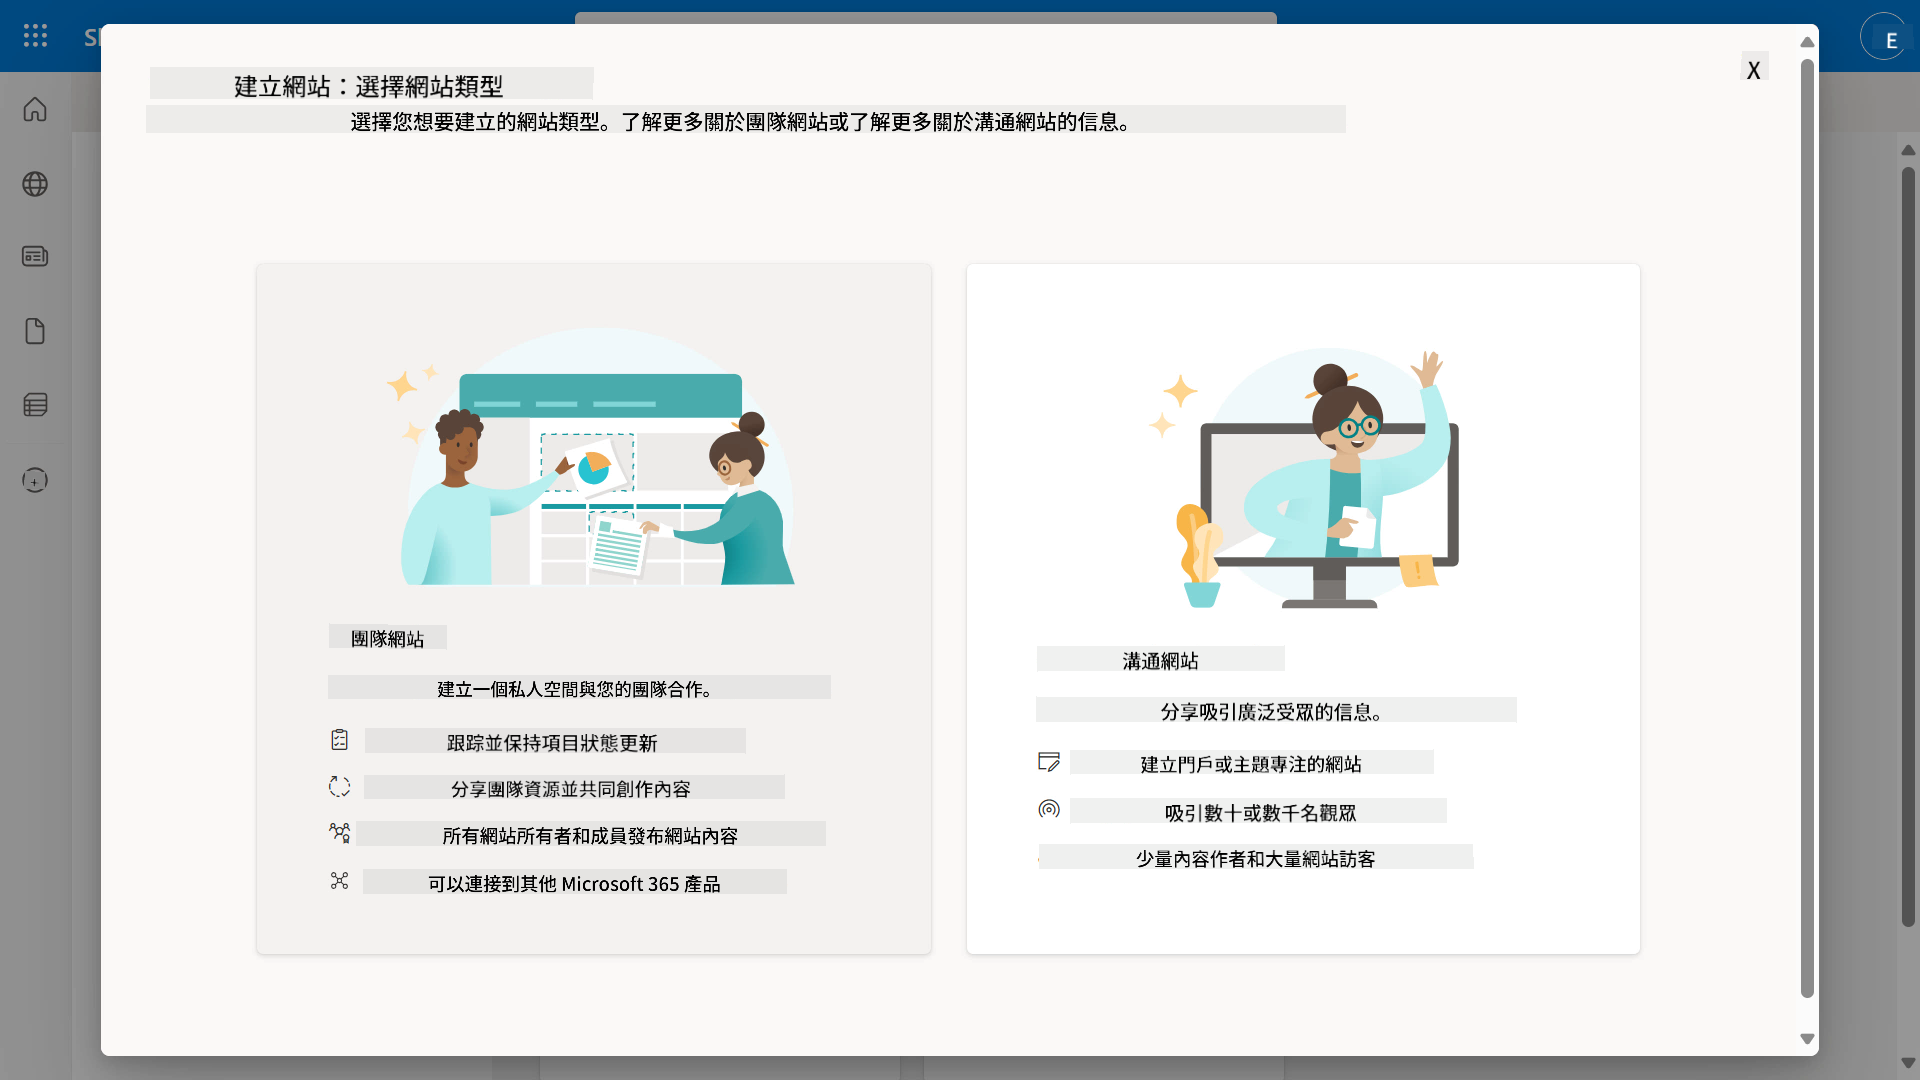 建立網站：選擇網站類型
X
E
選擇您想要建立的網站類型。了解更多關於團隊網站或了解更多關於溝通網站的信息。
團隊網站
建立一個私人空間與您的團隊合作。
跟踪並保持項目狀態更新
分享團隊資源並共同創作內容
所有網站所有者和成員發布網站內容
可以連接到其他 Microsoft 365 產品
溝通網站
分享吸引廣泛受眾的信息。
建立門戶或主題專注的網站
吸引數十或數千名觀眾
少量內容作者和大量網站訪客